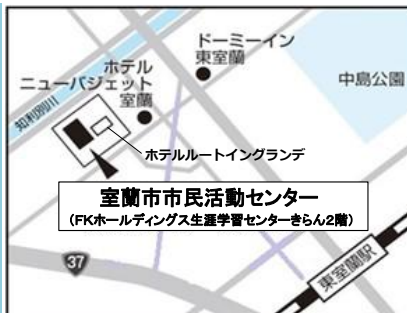 ドーミーイン
東室蘭
ホテル
ニューバジェット
室蘭
中島公園
知利別川
ホテルルートイングランデ
室蘭市市民活動センター
(FKホールディングス生涯学習センターきらん2階)
37
東室蘭駅